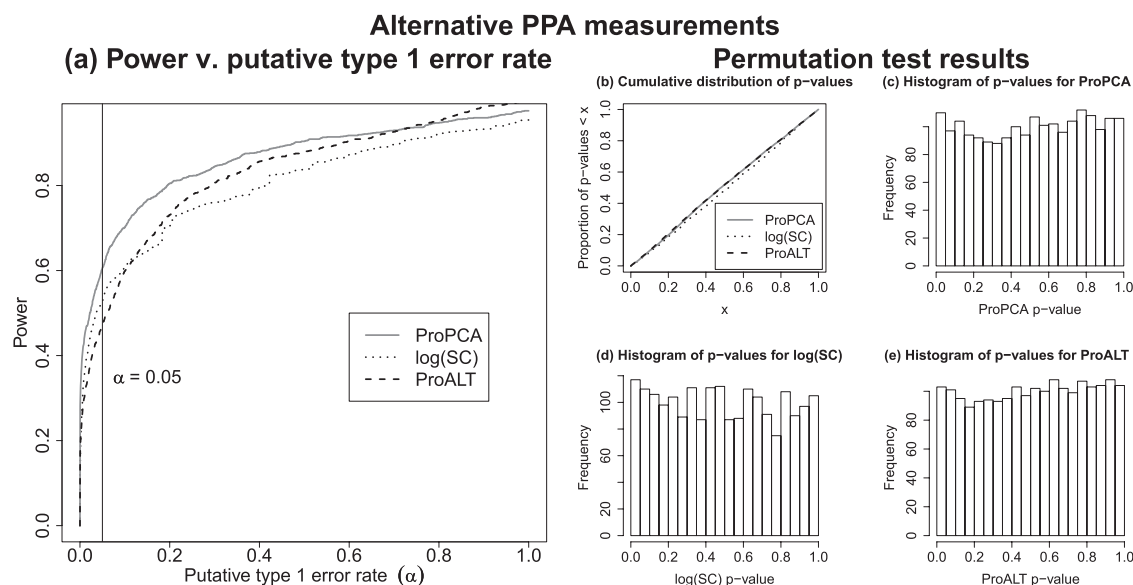 Alternative PPA measurements
(a) Power v. putative type 1 error rate
Power
0.0 0.2 0.4 0.6 0.8
α = 0.05
ProPCA
log(SC)
ProALT
0.0 0.2 0.4 0.6 0.8 1.0
Putative type 1 error rate (α)
Permutation test results
(b) Cumulative distribution of p−values
Proportion of p−values < x
0.0 0.2 0.4 0.6 0.8 1.0
ProPCA
log(SC)
ProALT
0.0 0.2 0.4 0.6 0.8 1.0
x
(c) Histogram of p−values for ProPCA
Frequency
0 20 40 60 80
0.0 0.2 0.4 0.6 0.8 1.0
ProPCA p−value
(d) Histogram of p−values for log(SC)
Frequency
0 20 40 60 100
0.0 0.2 0.4 0.6 0.8 1.0
log(SC) p−value
(e) Histogram of p−values for ProALT
Frequency
0 20 40 60 80
0.0 0.2 0.4 0.6 0.8 1.0
ProALT p−value